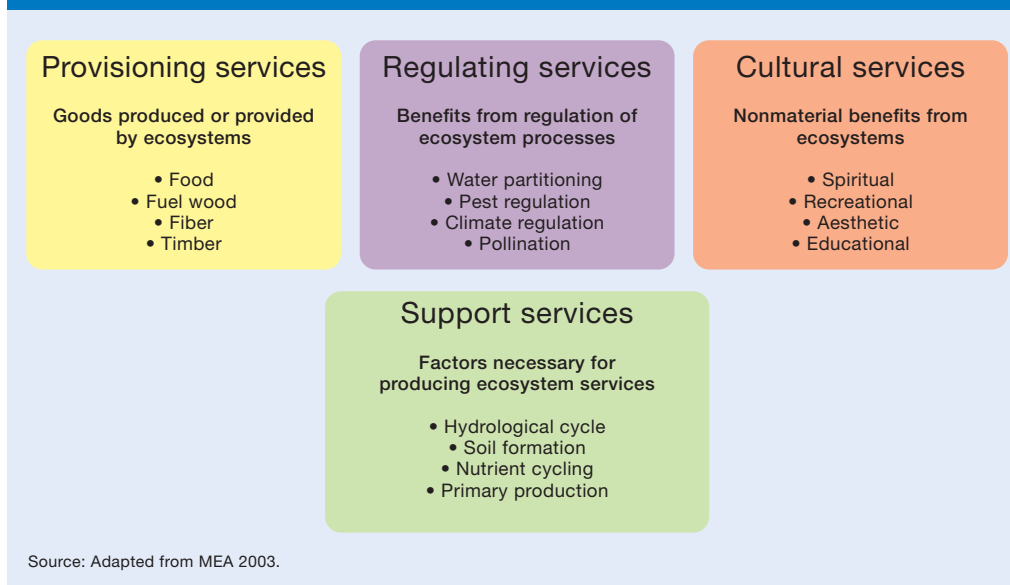 Provisioning services
Goods produced or provided
by ecosystems
• Food
• Fuel wood
• Fiber
• Timber
Regulating services
Benefits from regulation of
ecosystem processes
• Water partitioning
• Pest regulation
• Climate regulation
• Pollination
Cultural services
Nonmaterial benefits from
ecosystems
• Spiritual
• Recreational
• Aesthetic
• Educational
Support services
Factors necessary for
producing ecosystem services
• Hydrological cycle
• Soil formation
• Nutrient cycling
• Primary production
Source: Adapted from MEA 2003.